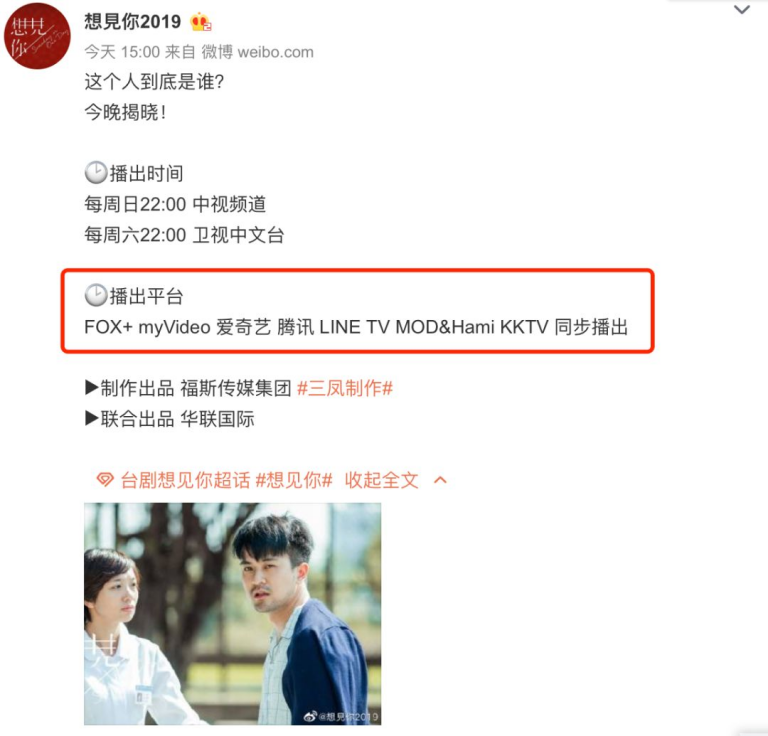 想見你
想見你2019
今天 15:00 来自 微博 weibo.com
这个人到底是谁?
今晚揭晓!
播出时间
每周日22:00 中视频道
每周六22:00 卫视中文台
播出平台
FOX+ myVideo 爱奇艺 腾讯 LINE TV MOD&Hami KKTV 同步播出
▶制作出品 福斯传媒集团 #三凤制作#
▶联合出品 华联国际
台剧想见你超话 #想见你# 收起全文
@想見你2019